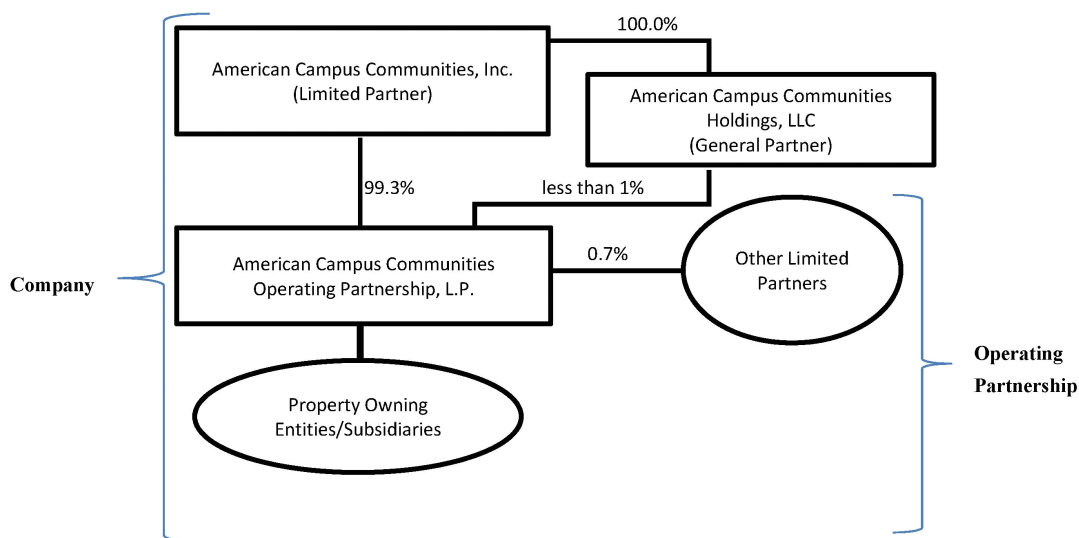 100.0%
American Campus Communities, Inc.
(Limited Partner)
American Campus Communities
Holdings, LLC
(General Partner)
99.3%
less than 1%
American Campus Communities
Operating Partnership, L.P.
0.7%
Other Limited
Partners
Company
Operating
Partnership
Property Owning
Entities/Subsidiaries